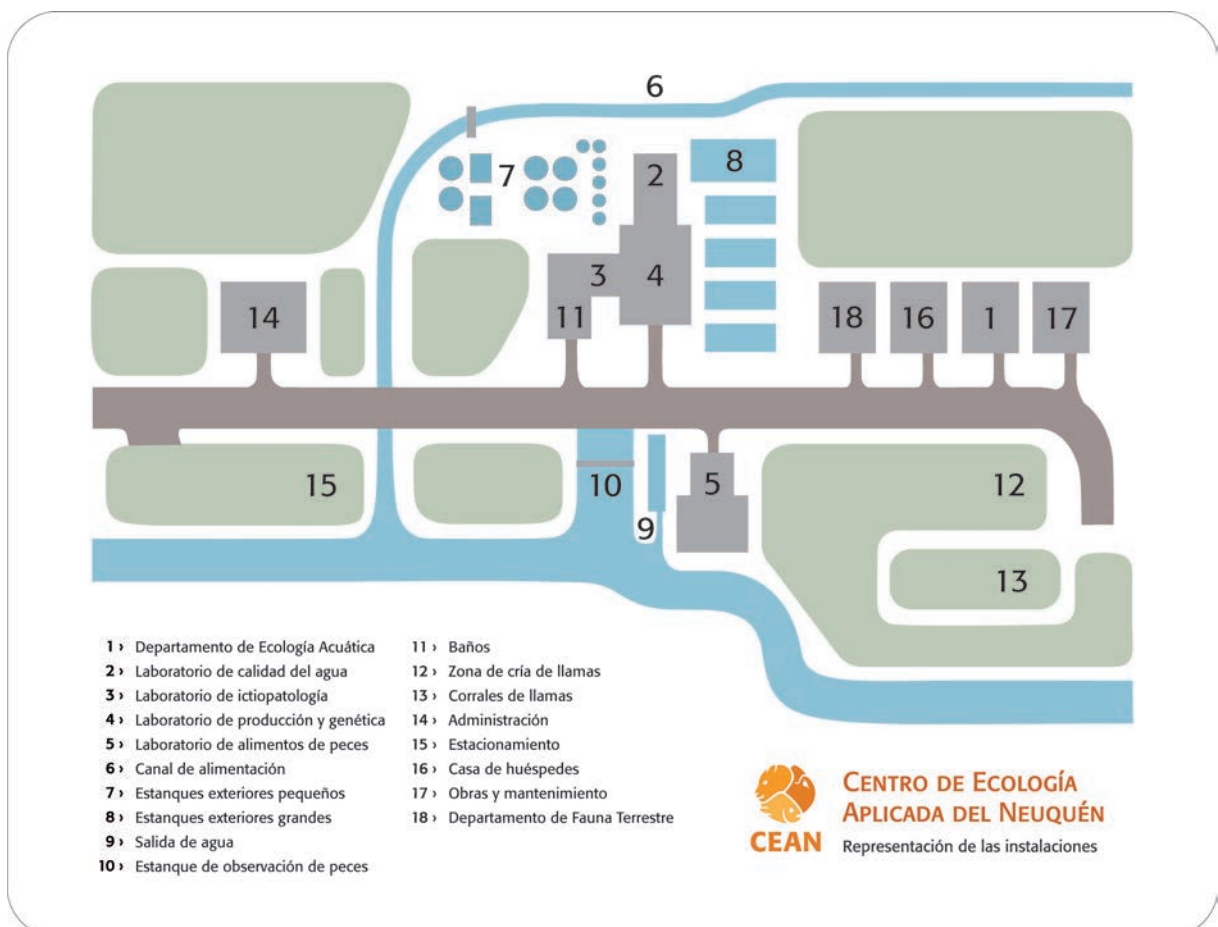 6
7
2
8
3
4
14
11
18
16
1
17
15
10
9
5
12
13
1 › Departamento de Ecología Acuática
2 › Laboratorio de calidad del agua
3 › Laboratorio de ictiopatología
4 › Laboratorio de producción y genética
5 › Laboratorio de alimentos de peces
6 › Canal de alimentación
7 › Estanques exteriores pequeños
8 › Estanques exteriores grandes
9 › Salida de agua
10 › Estanque de observación de peces
11 › Baños
12 › Zona de cría de llamas
13 › Corrales de llamas
14 › Administración
15 › Estacionamiento
16 › Casa de huéspedes
17 › Obras y mantenimiento
18 › Departamento de Fauna Terrestre
CEAN
CENTRO DE ECOLOGÍA
APLICADA DEL NEUQUÉN
Representación de las instalaciones